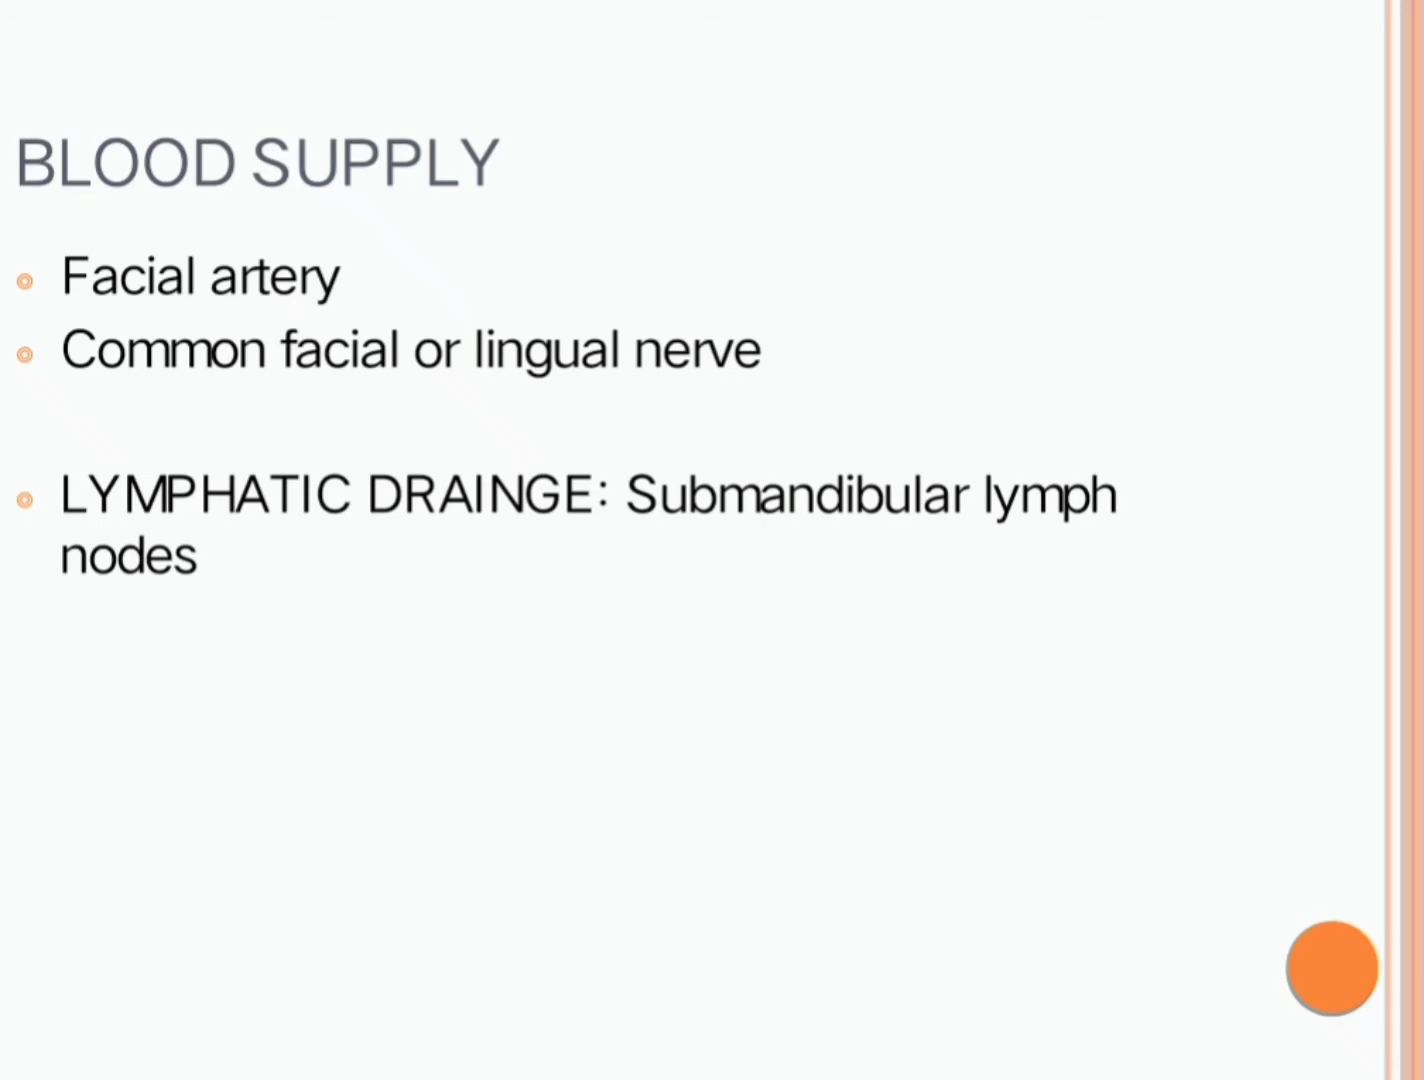 BLOOD SUPPLY
Facial artery
Common facial or lingual nerve
LYMPHATIC DRAINGE: Submandibular lymph
nodes